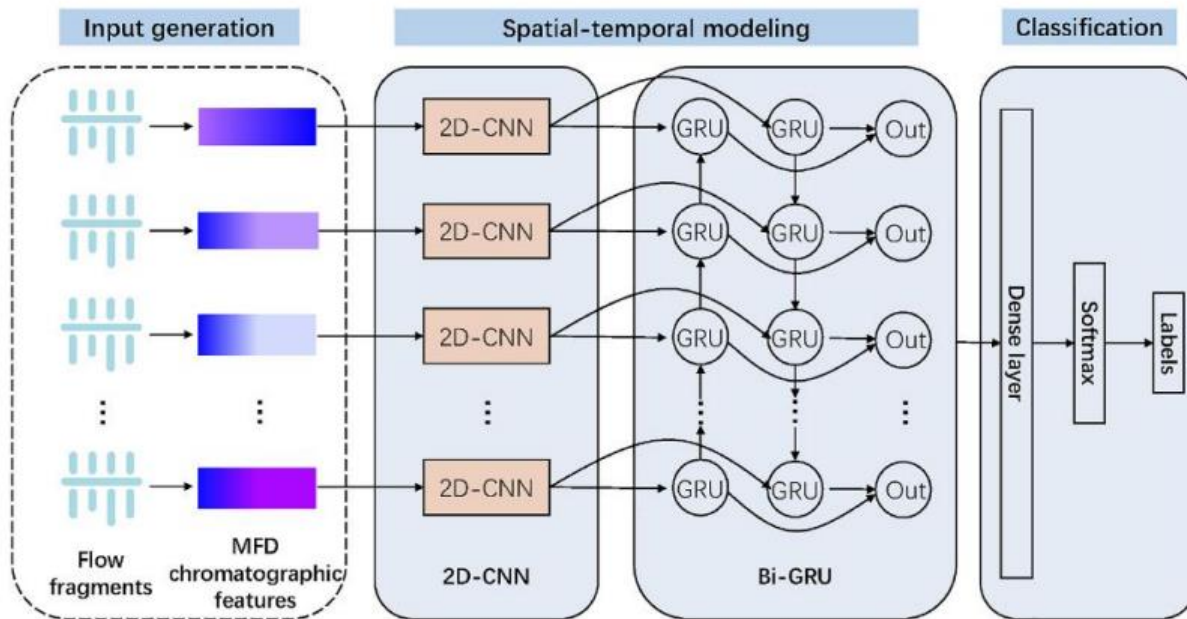 Input generation
Spatial-temporal modeling
Classification
2D-CNN
GRU
GRU
Out
2D-CNN
GRU
GRU
Out
2D-CNN
GRU
GRU
Out
...
...
...
...
...
...
2D-CNN
GRU
GRU
Out
Dense layer
Softmax
Labels
Flow
fragments
MFD
chromatographic
features
2D-CNN
Bi-GRU